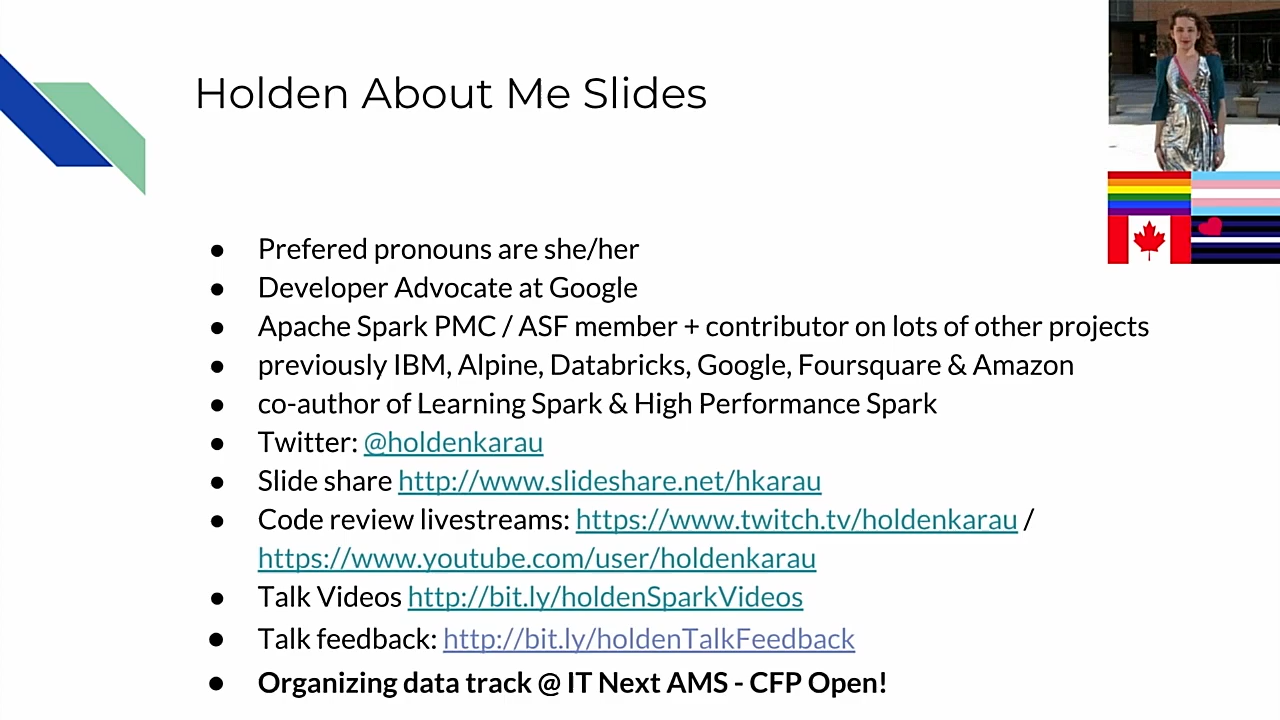 Holden About Me Slides
● Prefered pronouns are she/her
● Developer Advocate at Google
● Apache Spark PMC / ASF member + contributor on lots of other projects
● previously IBM, Alpine, Databricks, Google, Foursquare & Amazon
● co-author of Learning Spark & High Performance Spark
● Twitter: @holdenkarau
● Slide share http://www.slideshare.net/hkarau
● Code review livestreams: https://www.twitch.tv/holdenkarau /
https://www.youtube.com/user/holdenkarau
● Talk Videos http://bit.ly/holdenSparkVideos
● Talk feedback: http://bit.ly/holdenTalkFeedback
● Organizing data track @ IT Next AMS - CFP Open!